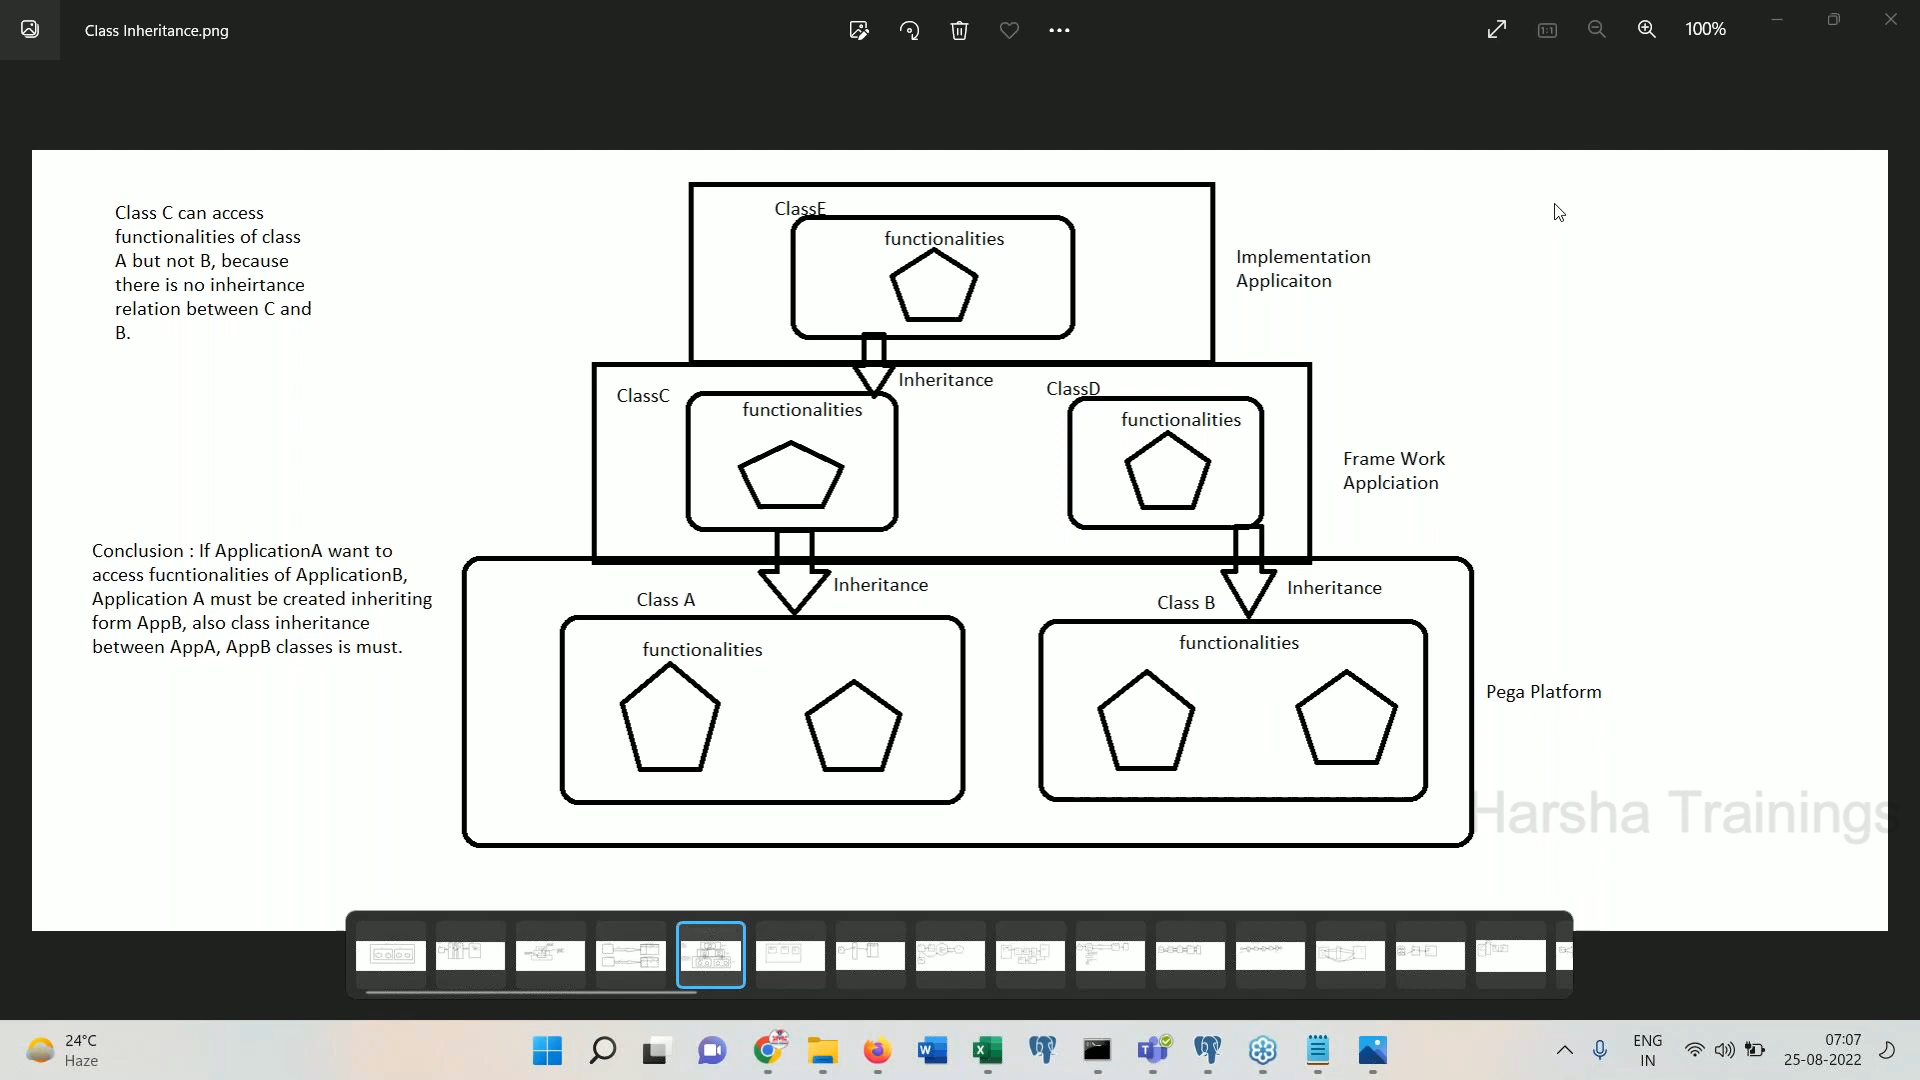 Class Inheritance.png
100%
Class C can access
functionalities of class
A but not B, because
there is no inheirtance
relation between C and
B.
ClassE
functionalities
Implementation
Applicaiton
Inheritance
ClassC
functionalities
ClassD
functionalities
Frame Work
Applciation
Conclusion : If ApplicationA want to
access fucntionalities of ApplicationB,
Application A must be created inheriting
form AppB, also class inheritance
between AppA, AppB classes is must.
Inheritance
Inheritance
Class A
functionalities
Class B
functionalities
Pega Platform
Harsha Trainings
24°C
Haze
ENG
IN
07:07
25-08-2022